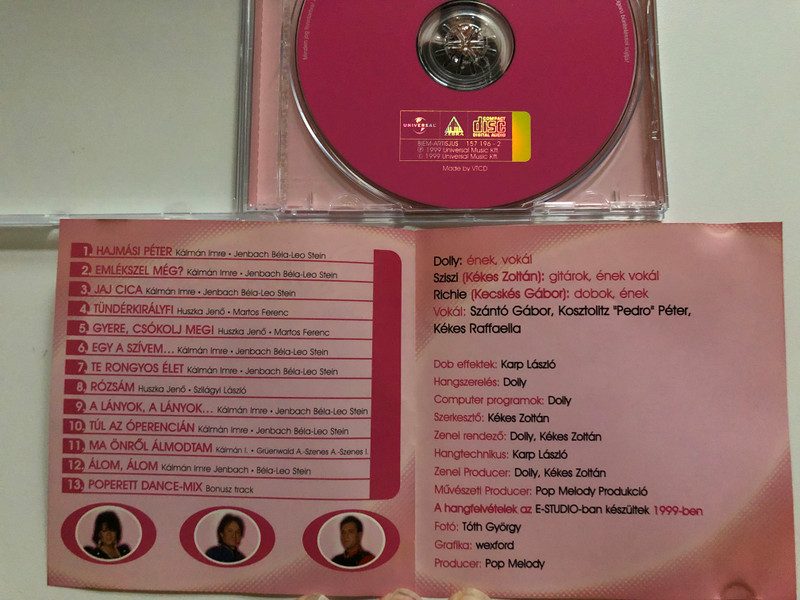 UNIVERSAL
ALFA
ZEBRA
COMPACT
disc
DIGITAL AUDIO
BIEM-ARTISJUS 157 196 - 2
℗ 1999 Universal Music Kft.
© 1999 Universal Music Kft.
Made by VTCD
1. HAJMÁSI PÉTER Kálmán Imre • Jenbach Béla-Leo Stein
2. EMLÉKSZEL MÉG? Kálmán Imre • Jenbach Béla-Leo Stein
3. JAJ CICA Kálmán Imre • Jenbach Béla-Leo Stein
4. TÜNDÉRKIRÁLYFI Huszka Jenő • Martos Ferenc
5. GYERE, CSÓKOLJ MEG! Huszka Jenő • Martos Ferenc
6. EGY A SZÍVEM... Kálmán Imre • Jenbach Béla-Leo Stein
7. TE RONGYOS ÉLET Kálmán Imre • Jenbach Béla-Leo Stein
8. RÓZSÁM Huszka Jenő • Szilágyi László
9. A LÁNYOK, A LÁNYOK... Kálmán Imre • Jenbach Béla-Leo Stein
10. TÚL AZ ÓPERENCIÁN Kálmán Imre • Jenbach Béla-Leo Stein
11. MA ÖNRŐL ÁLMODTAM Kálmán I. • Gruenwald A.-Szenes A.-Szenes I.
12. ÁLOM, ÁLOM Kálmán Imre Jenbach • Béla-Leo Stein
13. POPERETT DANCE-MIX Bonusz track
Dolly: ének, vokál
Sziszi (Kékes Zoltán): gitárok, ének vokál
Richie (Kecskés Gábor): dobok, ének
Vokál: Szántó Gábor, Kosztolitz "Pedro" Péter,
Kékes Raffaella
Dob effektek: Karp László
Hangszerelés: Dolly
Computer programok: Dolly
Szerkesztő: Kékes Zoltán
Zenei rendező: Dolly, Kékes Zoltán
Hangtechnikus: Karp László
Zenei Producer: Dolly, Kékes Zoltán
Művészeti Producer: Pop Melody Produkció
A hangfelvételek az E-STUDIO-ban készültek 1999-ben
Fotó: Tóth György
Grafika: wexford
Producer: Pop Melody